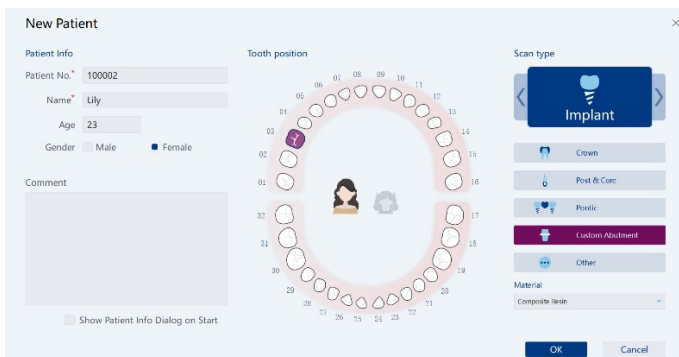 New Patient
×
Patient Info
Patient No.* 100002
Name* Lily
Age 23
Gender Male Female
Comment
Show Patient Info Dialog on Start
Tooth position
01
02
03
04
05
06
07
08
09
10
11
12
13
14
15
16
17
18
19
20
21
22
23
24
25
26
27
28
29
30
31
32
Scan type
Implant
Crown
Post & Core
Pontic
Custom Abutment
Other
Material
Composite Resin
OK Cancel